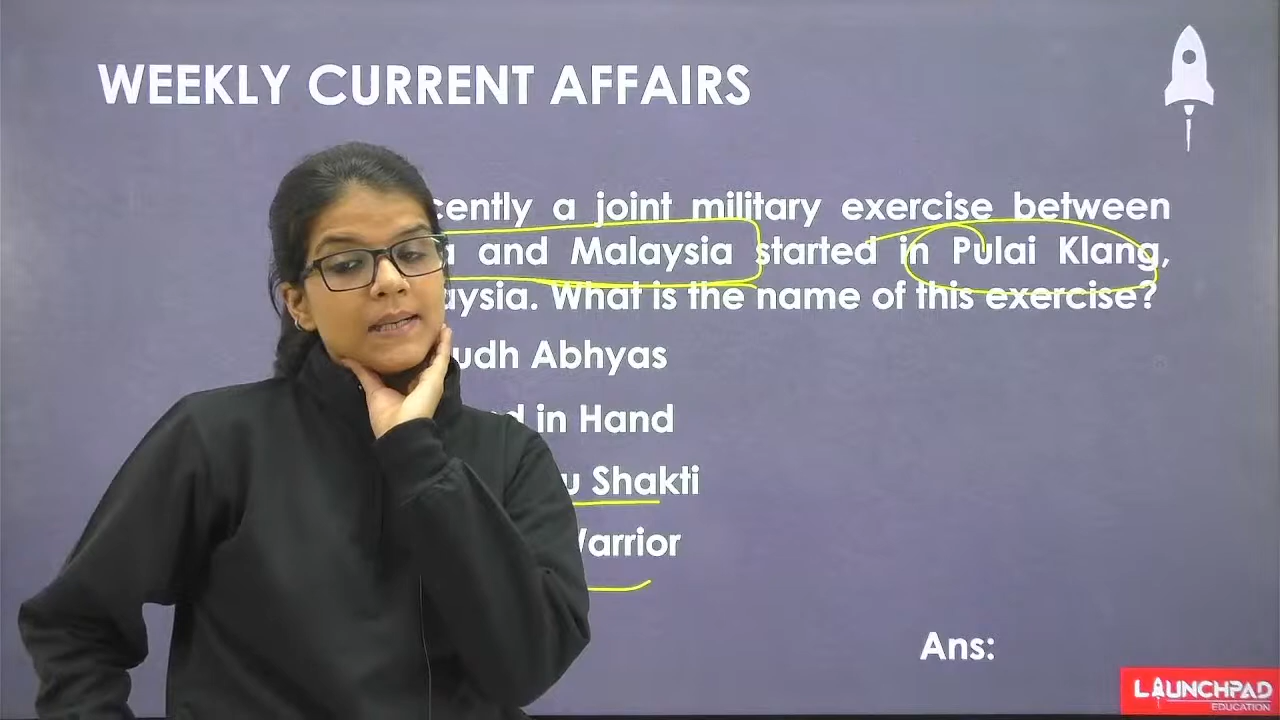 WEEKLY CURRENT AFFAIRS
cently a joint military exercise between
a and Malaysia started in Pulai Klang,
aysia. What is the name of this exercise?
udh Abhyas
d in Hand
u Shakti
Warrior
Ans:
LAUNCHPAD
EDUCATION